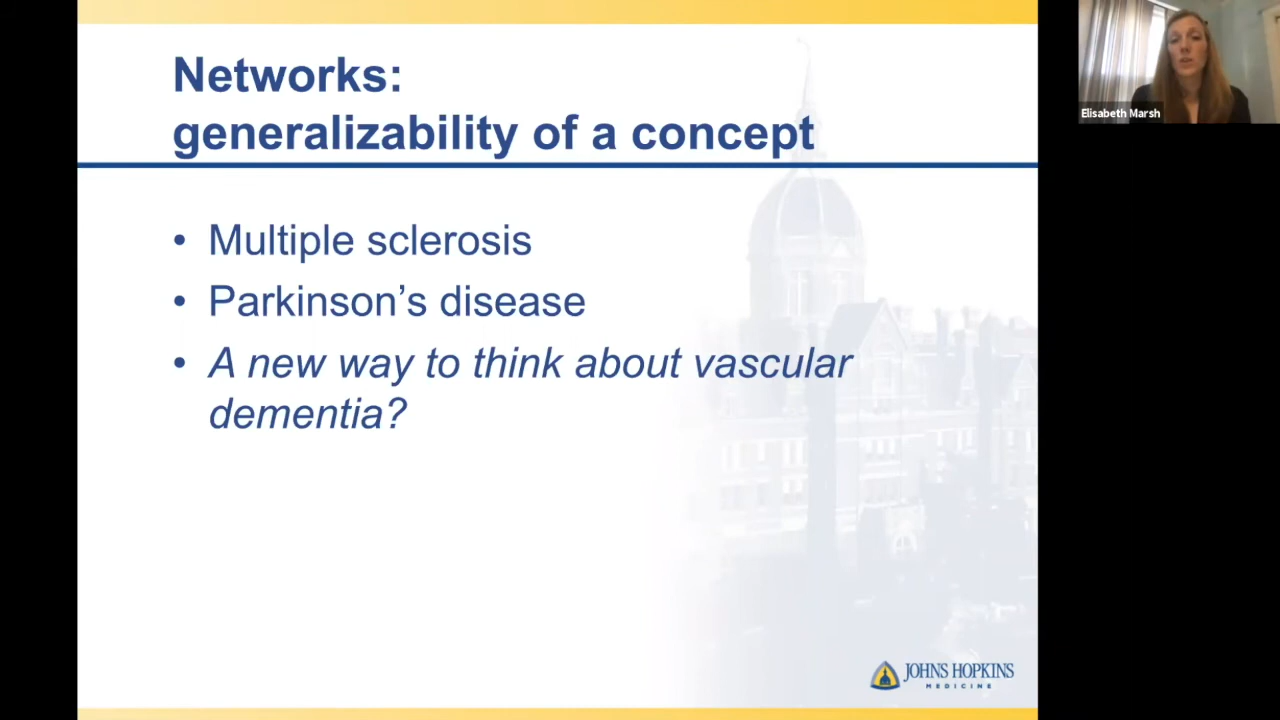 Networks:
generalizability of a concept
• Multiple sclerosis
• Parkinson’s disease
• A new way to think about vascular
dementia?
JOHNS HOPKINS
MEDICINE
Elisabeth Marsh